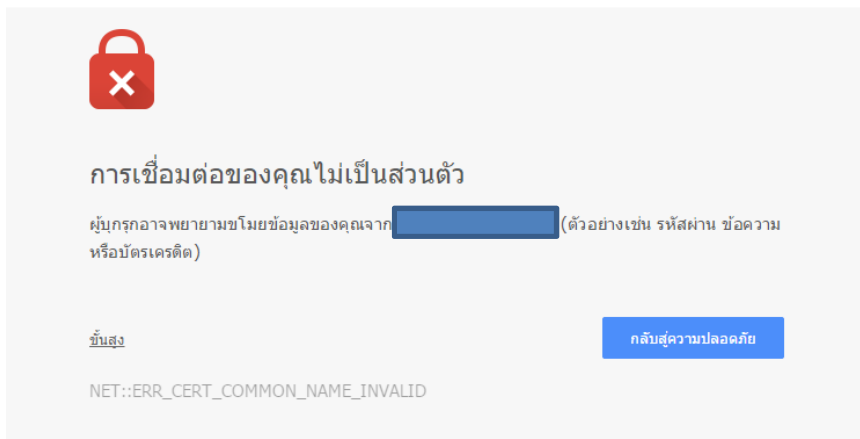 การเชื่อมต่อของคุณไม่เป็นส่วนตัว
ผู้บุกรุกอาจพยายามขโมยข้อมูลของคุณจาก (ตัวอย่างเช่น รหัสผ่าน ข้อความ
หรือบัตรเครดิต)
ขั้นสูง
กลับสู่ความปลอดภัย
NET::ERR_CERT_COMMON_NAME_INVALID